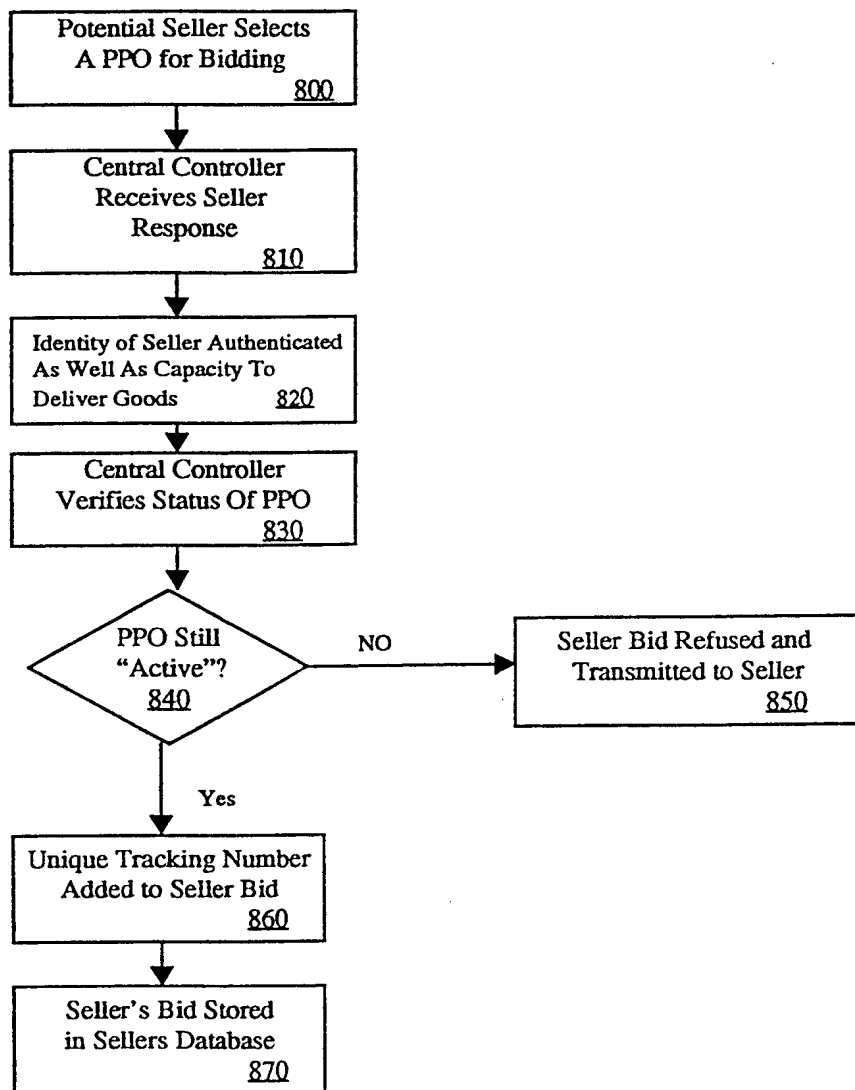 Potential Seller Selects
A PPO for Bidding
800
Central Controller
Receives Seller
Response
810
Identity of Seller Authenticated
As Well As Capacity To
Deliver Goods 820
Central Controller
Verifies Status Of PPO
830
PPO Still
"Active"?
840
NO
Seller Bid Refused and
Transmitted to Seller
850
Yes
Unique Tracking Number
Added to Seller Bid
860
Seller's Bid Stored
in Sellers Database
870